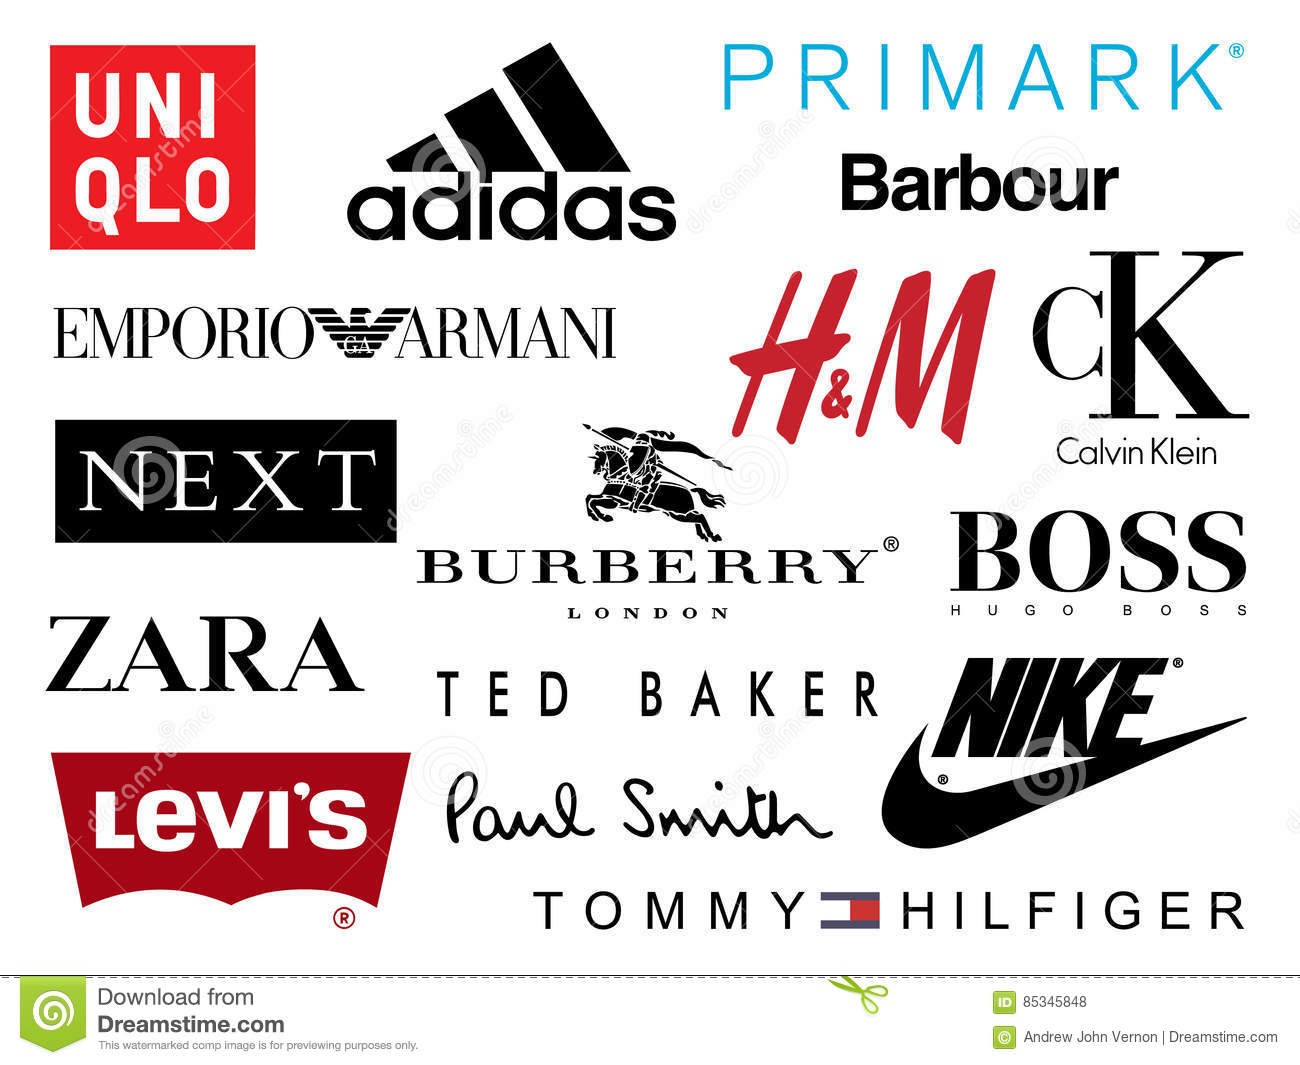 UNI
QLO
adidas
PRIMARK®
Barbour
EMPORIO GA ARMANI
H&M
CK
Calvin Klein
NEXT
BURBERRY®
LONDON
BOSS
HUGO BOSS
ZARA
TED BAKER
NIKE®
®
LEVI'S
®
Paul Smith
TOMMY HILFIGER
Download from
Dreamstime.com
This watermarked comp image is for previewing purposes only.
ID 85345848
© Andrew John Vernon | Dreamstime.com